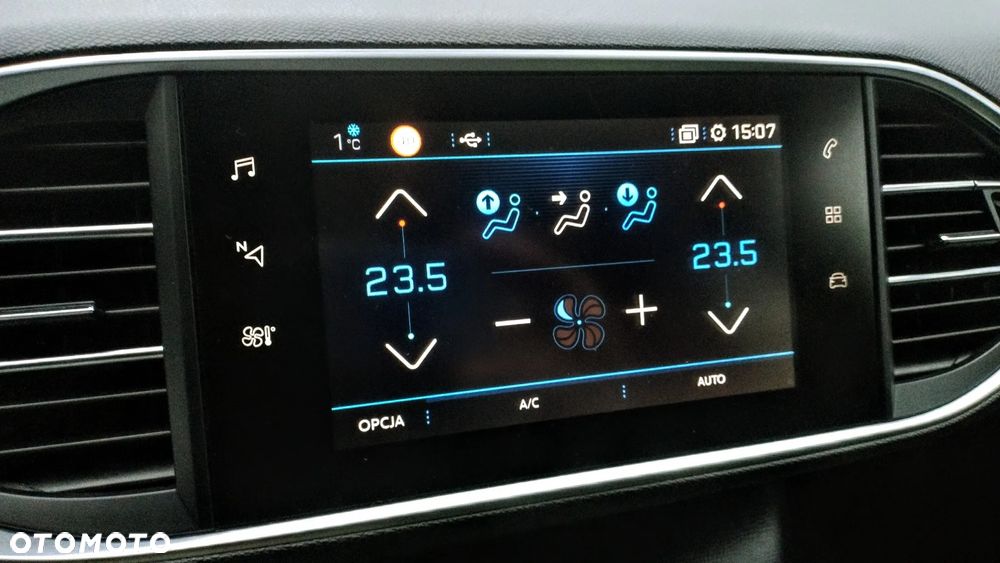 1 °C
15:07
N
23.5
23.5
OPCJA
A/C
AUTO
OTOMOTO